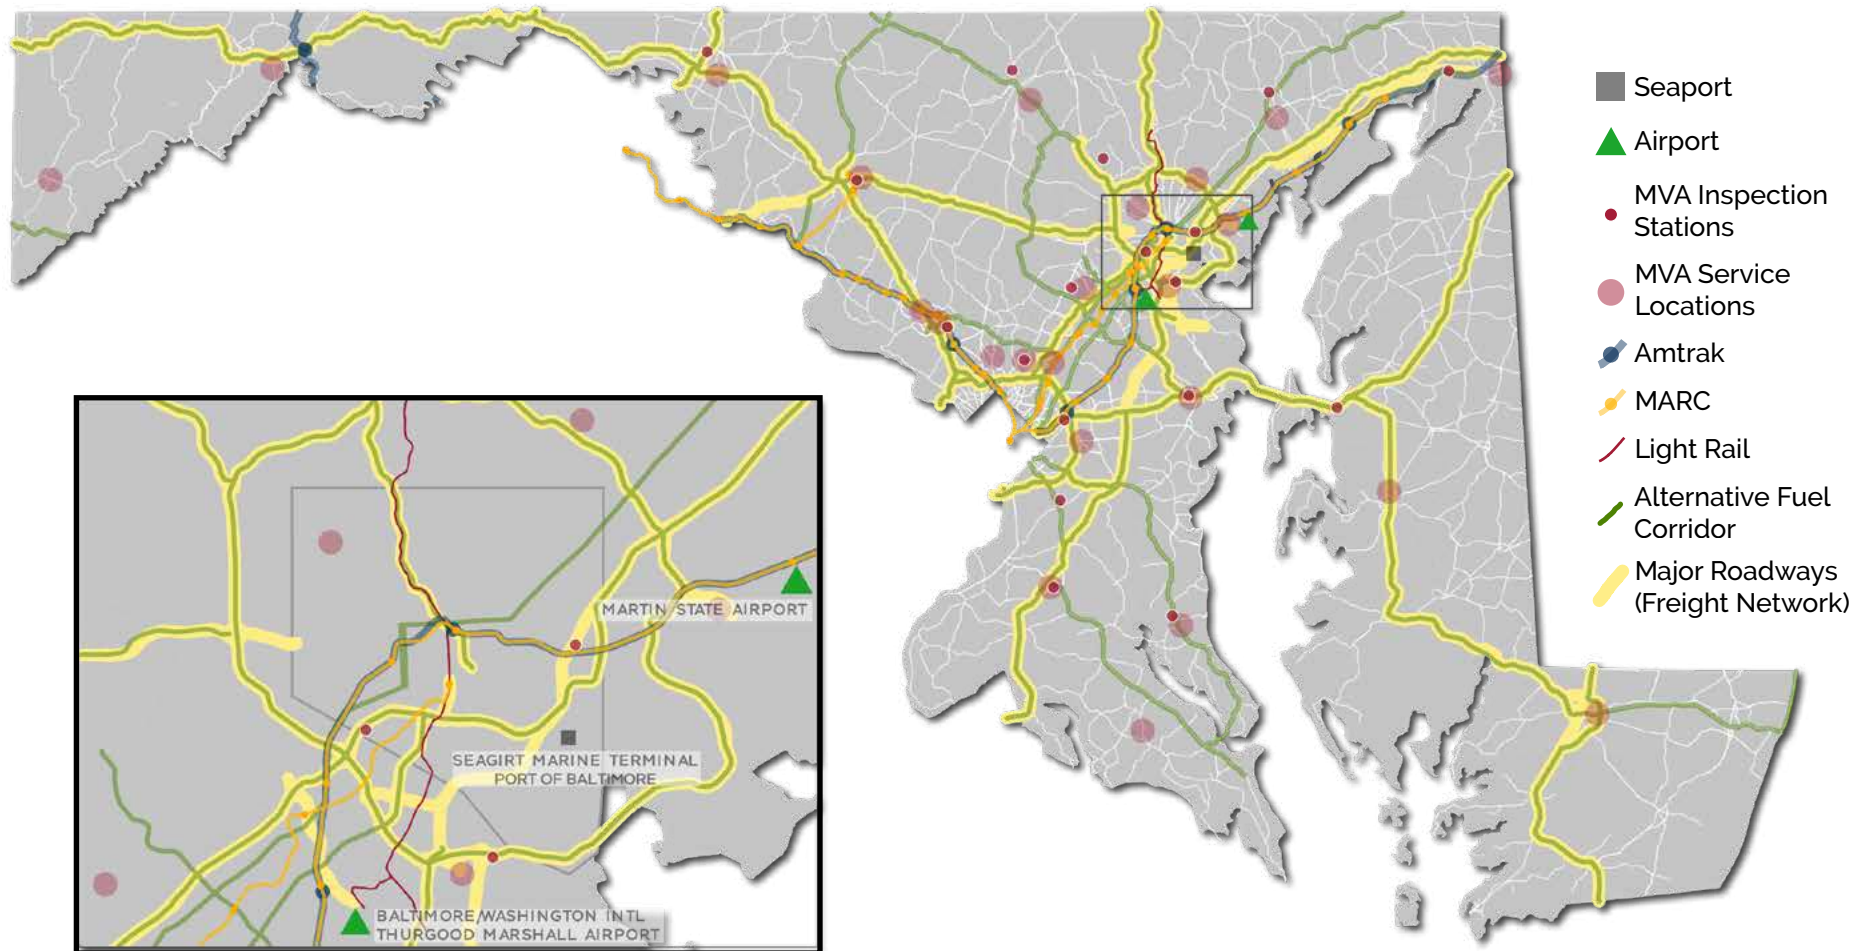 Seaport
Airport
MVA Inspection
Stations
MVA Service
Locations
Amtrak
MARC
Light Rail
Alternative Fuel
Corridor
Major Roadways
(Freight Network)
MARTIN STATE AIRPORT
SEAGIRT MARINE TERMINAL
PORT OF BALTIMORE
BALTIMORE/WASHINGTON INTL
THURGOOD MARSHALL AIRPORT